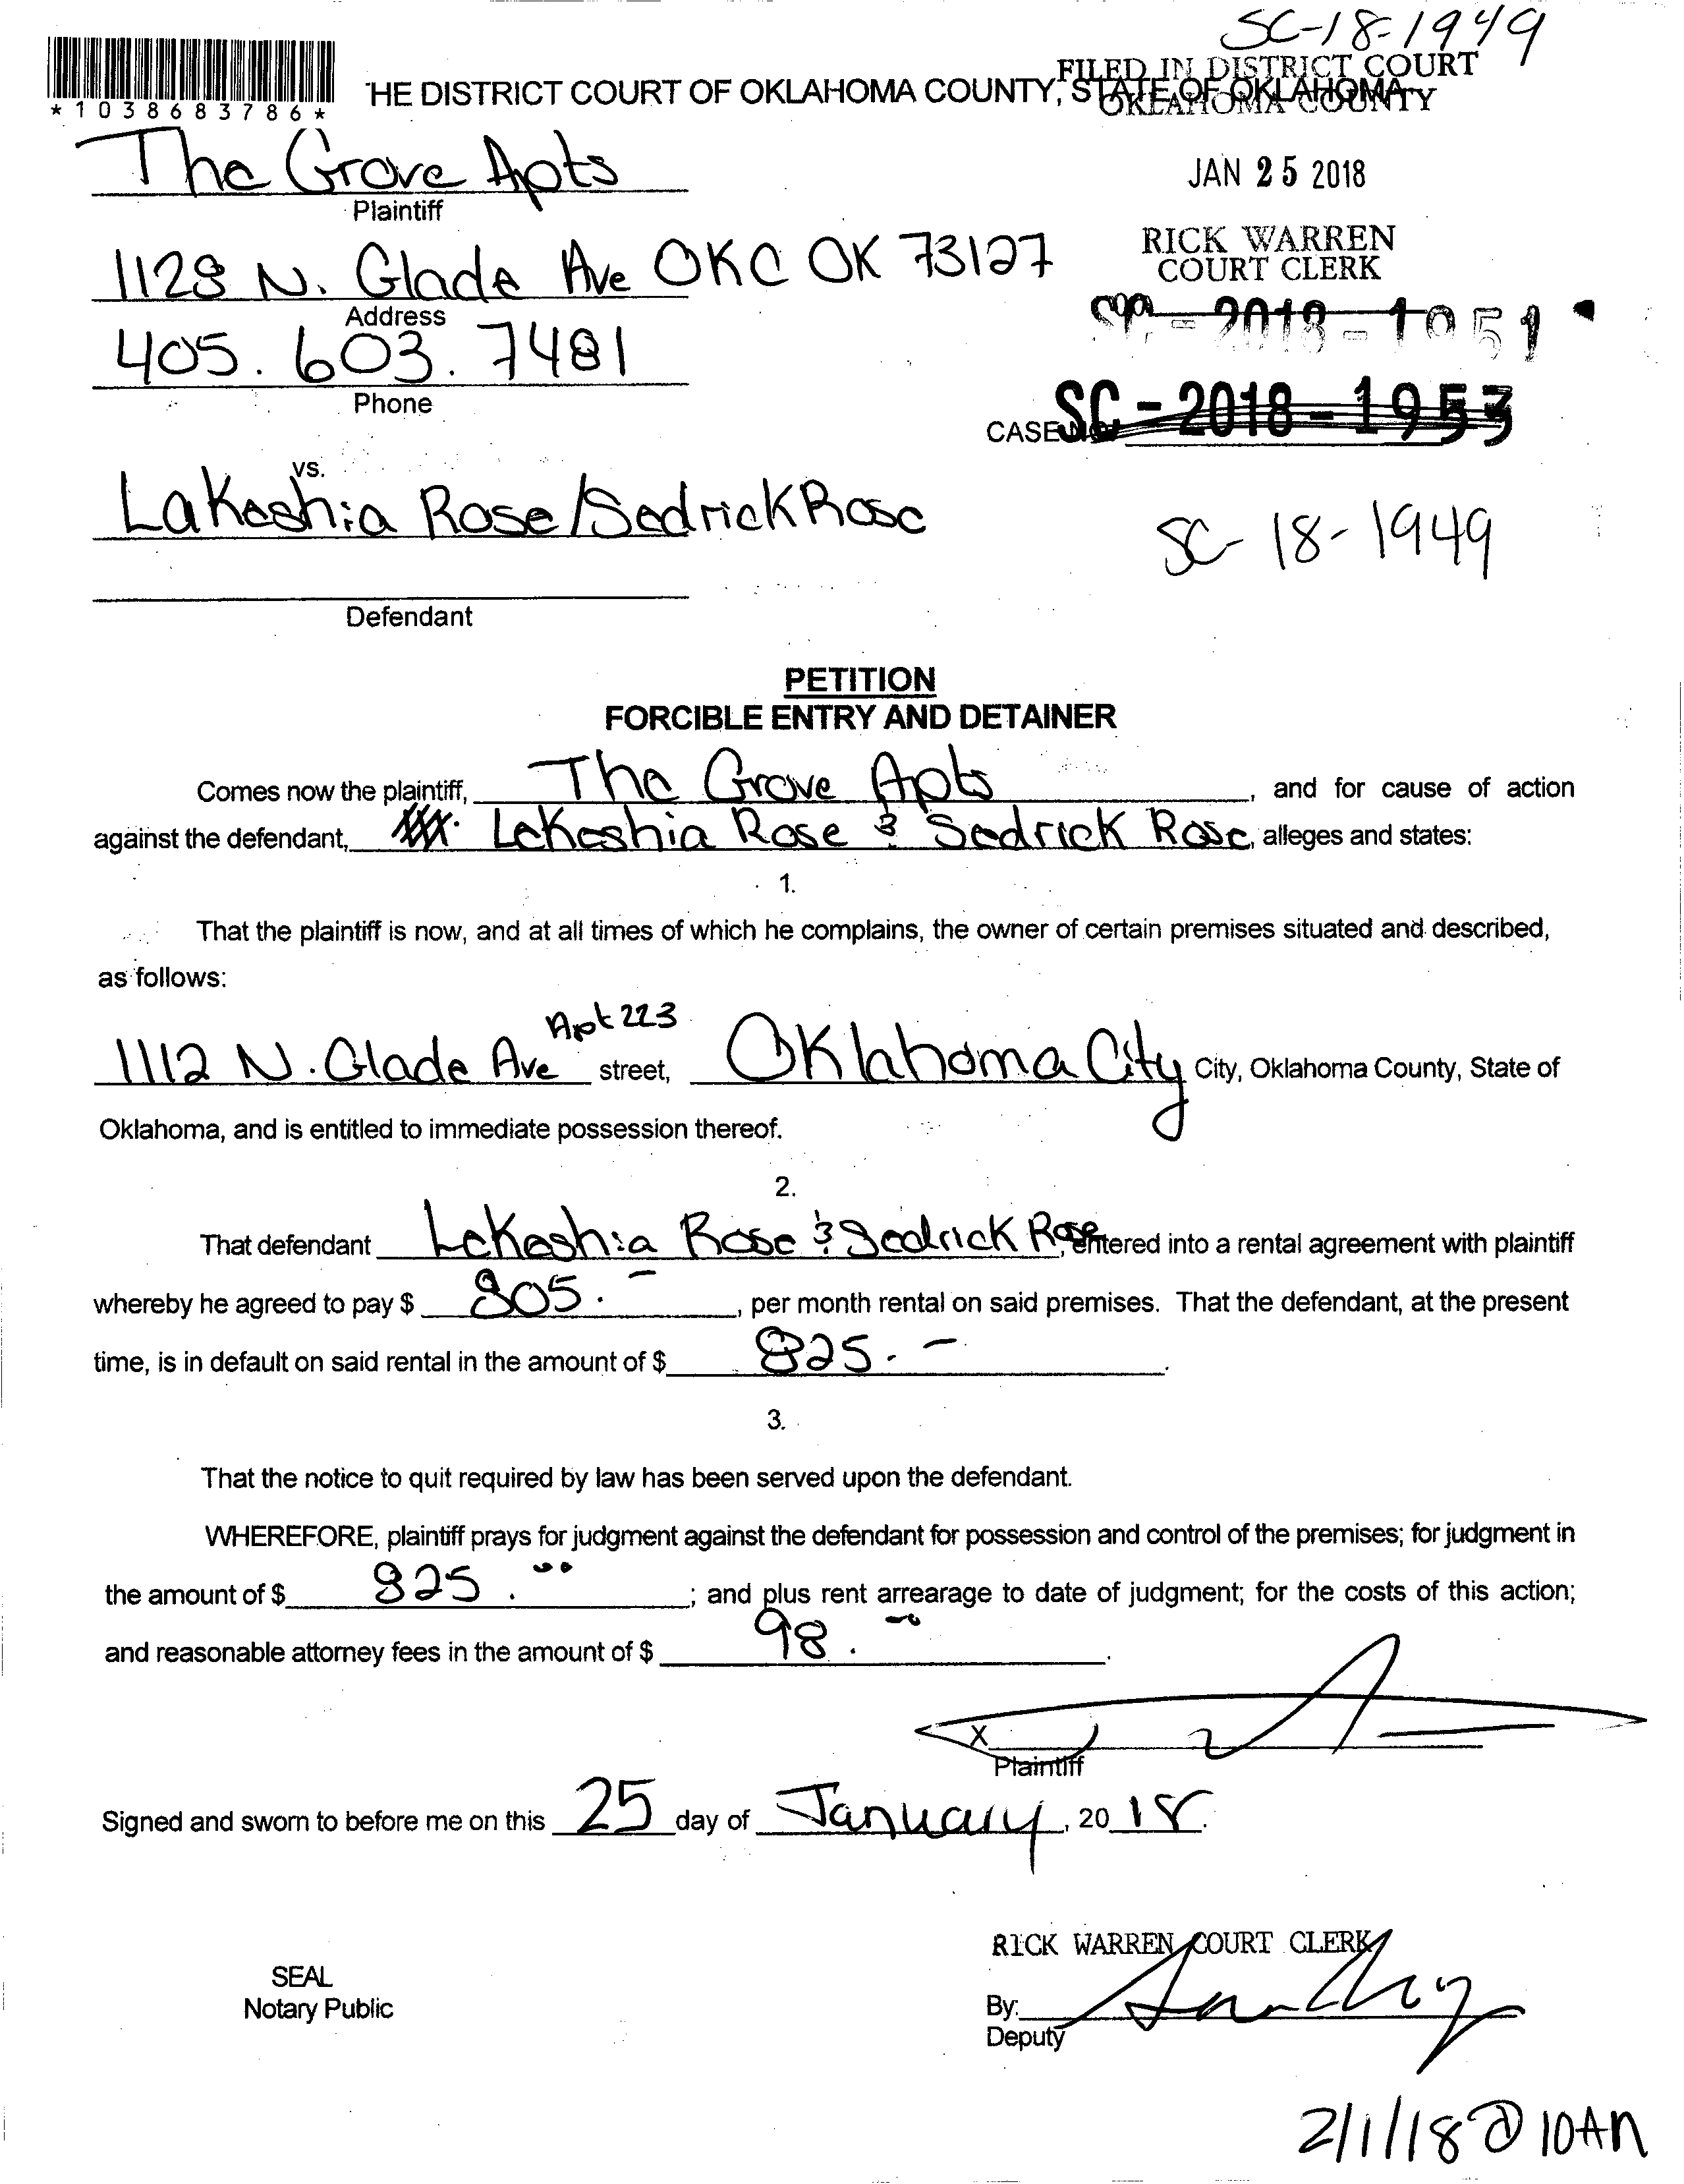 SC-18-1949
*1038683786*
HE DISTRICT COURT OF OKLAHOMA COUNTY, STATE OF OKLAHOMA
FILED IN DISTRICT COURT
OKLAHOMA COUNTY
The Grove Apts
Plaintiff
JAN 25 2018
1128 N. Glade Ave OKC OK 73127
Address
RICK WARREN
COURT CLERK
405.603.7481
Phone
SC-2018-1951
CASE NO. SC-2018-1953
vs.
Lakeshia Rose/Sedrick Rose
SC-18-1949
Defendant
PETITION
FORCIBLE ENTRY AND DETAINER
Comes now the plaintiff, The Grove Apts, and for cause of action
against the defendant, Lakeshia Rose & Sedrick Rose, alleges and states:
1.
That the plaintiff is now, and at all times of which he complains, the owner of certain premises situated and described,
as follows:
Apt 223
1112 N. Glade Ave street, Oklahoma City City, Oklahoma County, State of
Oklahoma, and is entitled to immediate possession thereof.
2.
That defendant Lakeshia Rose & Sedrick Rose, entered into a rental agreement with plaintiff
whereby he agreed to pay $ 805.-, per month rental on said premises. That the defendant, at the present
time, is in default on said rental in the amount of $ 825.-.
3.
That the notice to quit required by law has been served upon the defendant.
WHEREFORE, plaintiff prays for judgment against the defendant for possession and control of the premises; for judgment in
the amount of $ 825.00; and plus rent arrearage to date of judgment; for the costs of this action;
and reasonable attorney fees in the amount of $ 98.-.
X
Plaintiff
Signed and sworn to before me on this 25 day of January, 2018.
RICK WARREN COURT CLERK
SEAL
Notary Public
By:
Deputy
2/1/18 @ 10AM